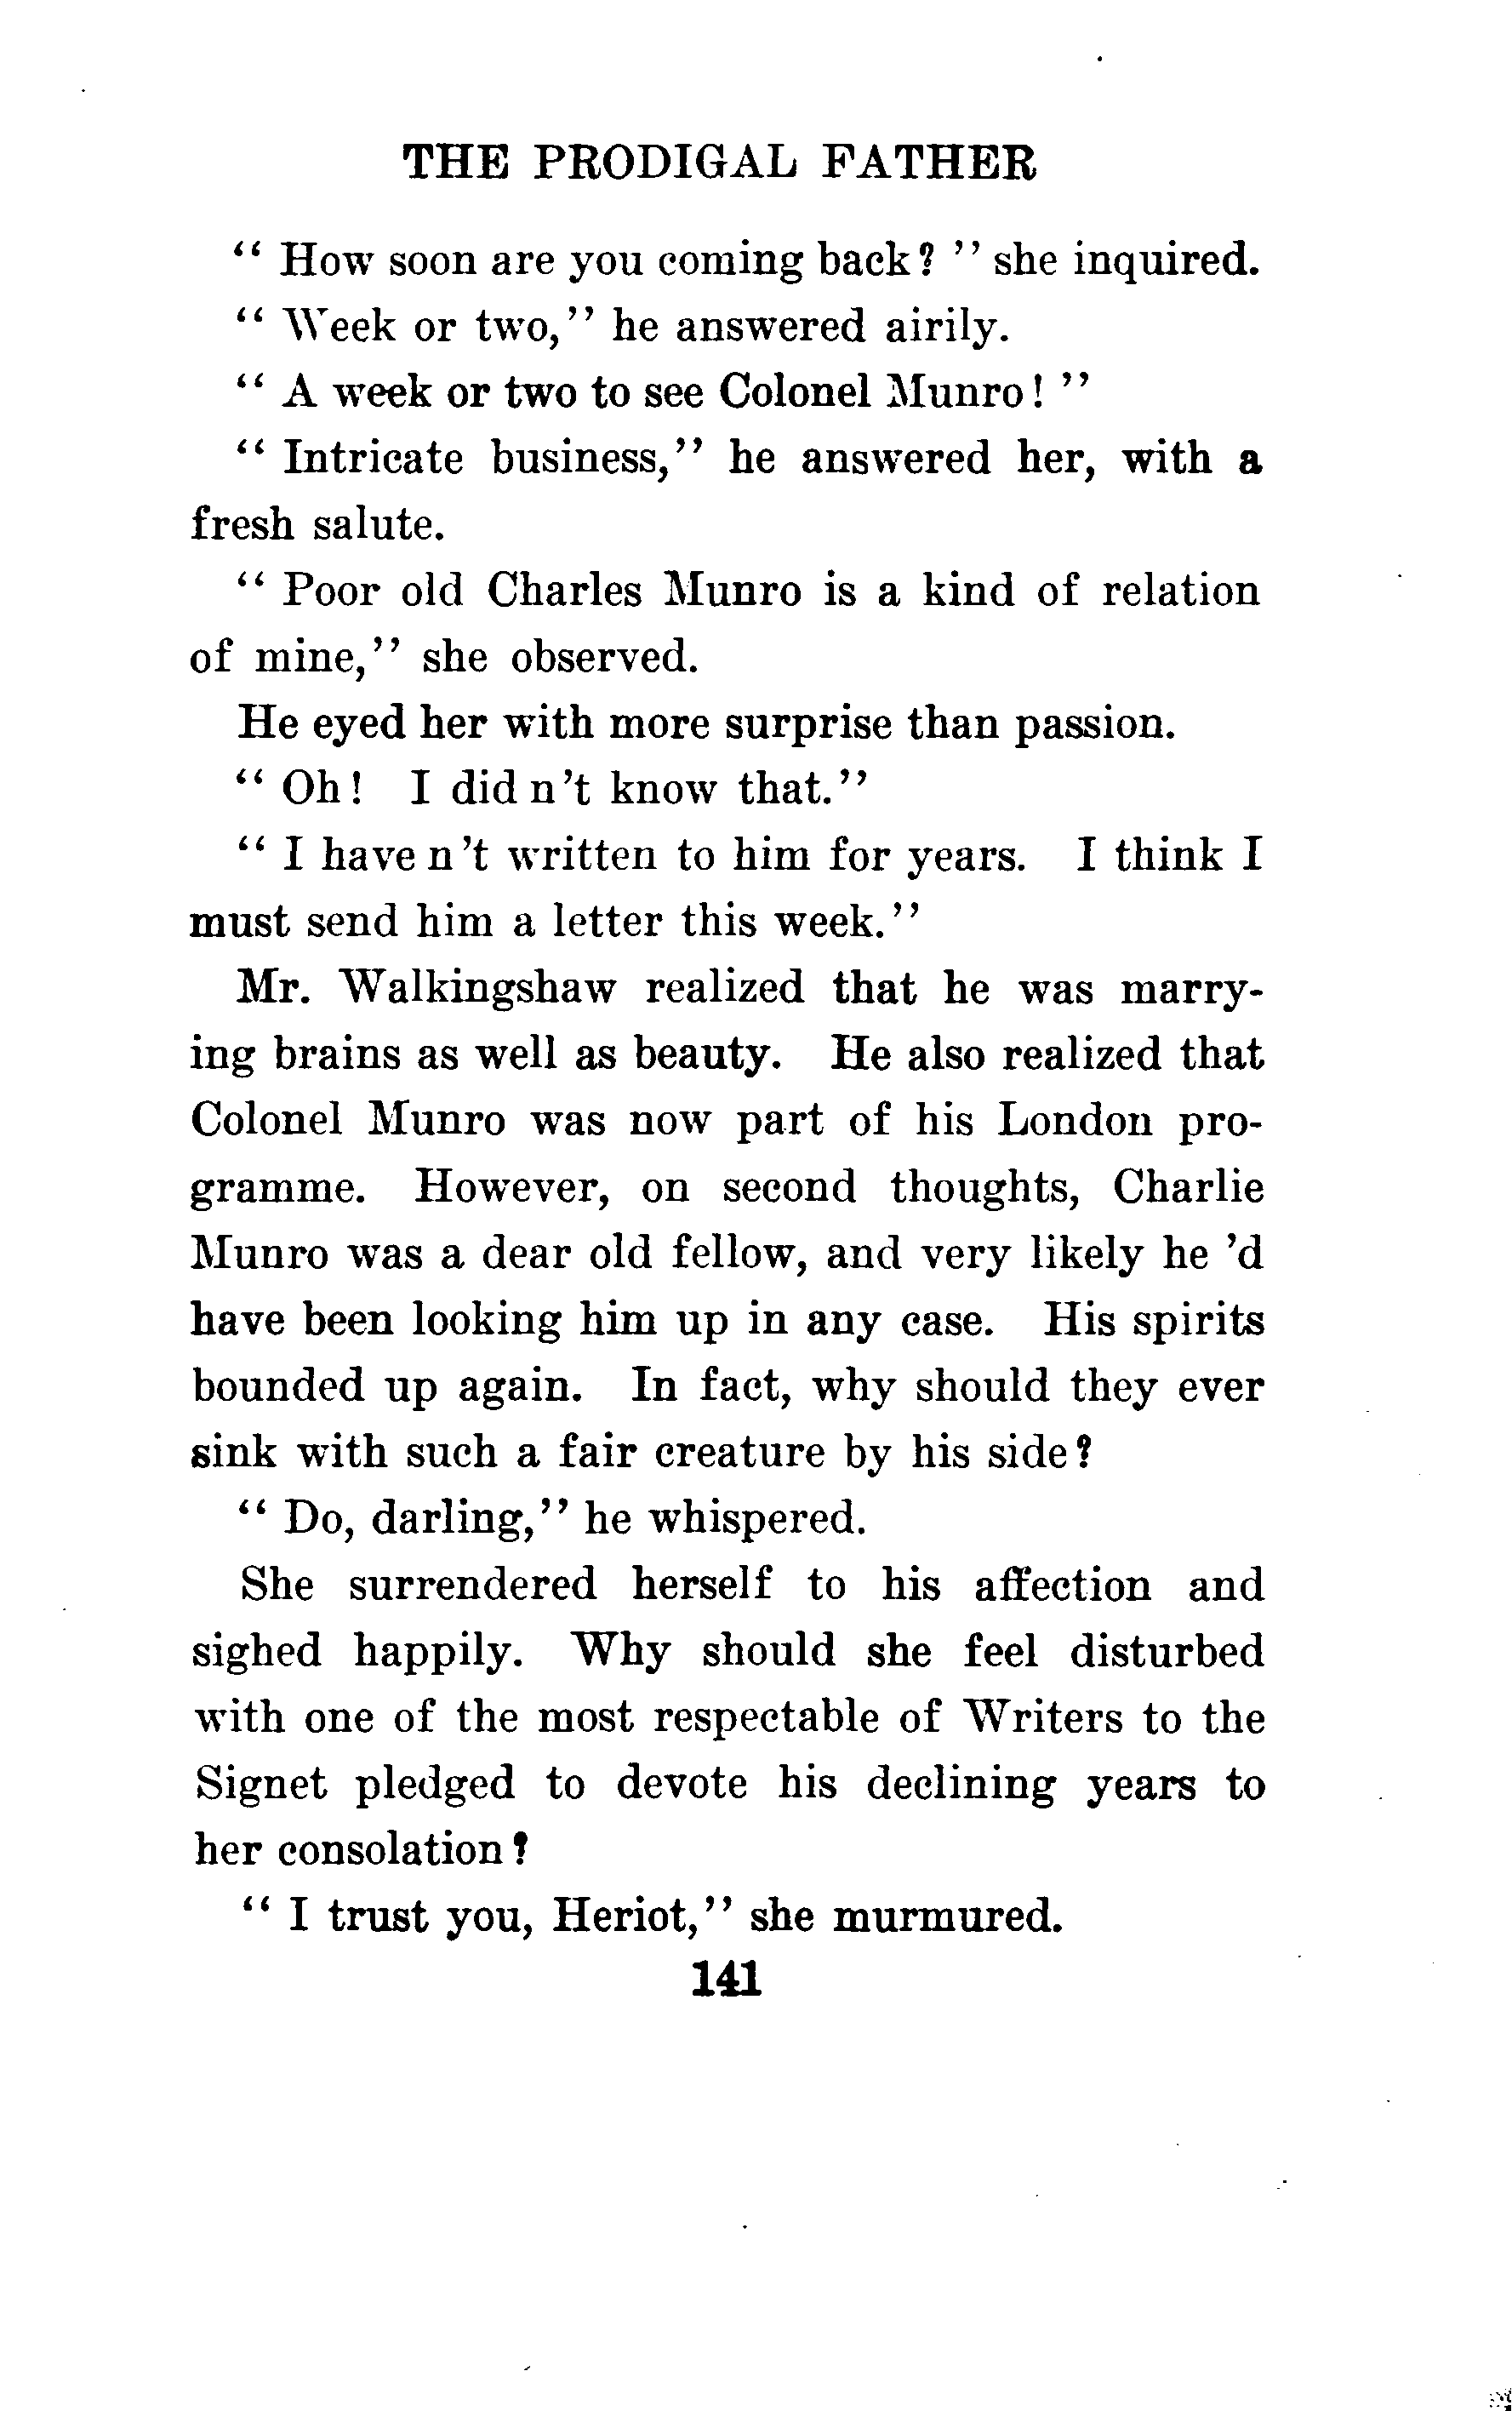 THE PRODIGAL FATHER
" How soon are you coming back? " she inquired.
" Week or two," he answered airily.
" A week or two to see Colonel Munro! "
" Intricate business," he answered her, with a
fresh salute.
" Poor old Charles Munro is a kind of relation
of mine," she observed.
He eyed her with more surprise than passion.
" Oh! I did n't know that."
" I have n't written to him for years. I think I
must send him a letter this week."
Mr. Walkingshaw realized that he was marry-
ing brains as well as beauty. He also realized that
Colonel Munro was now part of his London pro-
gramme. However, on second thoughts, Charlie
Munro was a dear old fellow, and very likely he 'd
have been looking him up in any case. His spirits
bounded up again. In fact, why should they ever
sink with such a fair creature by his side?
" Do, darling," he whispered.
She surrendered herself to his affection and
sighed happily. Why should she feel disturbed
with one of the most respectable of Writers to the
Signet pledged to devote his declining years to
her consolation?
" I trust you, Heriot," she murmured.
141